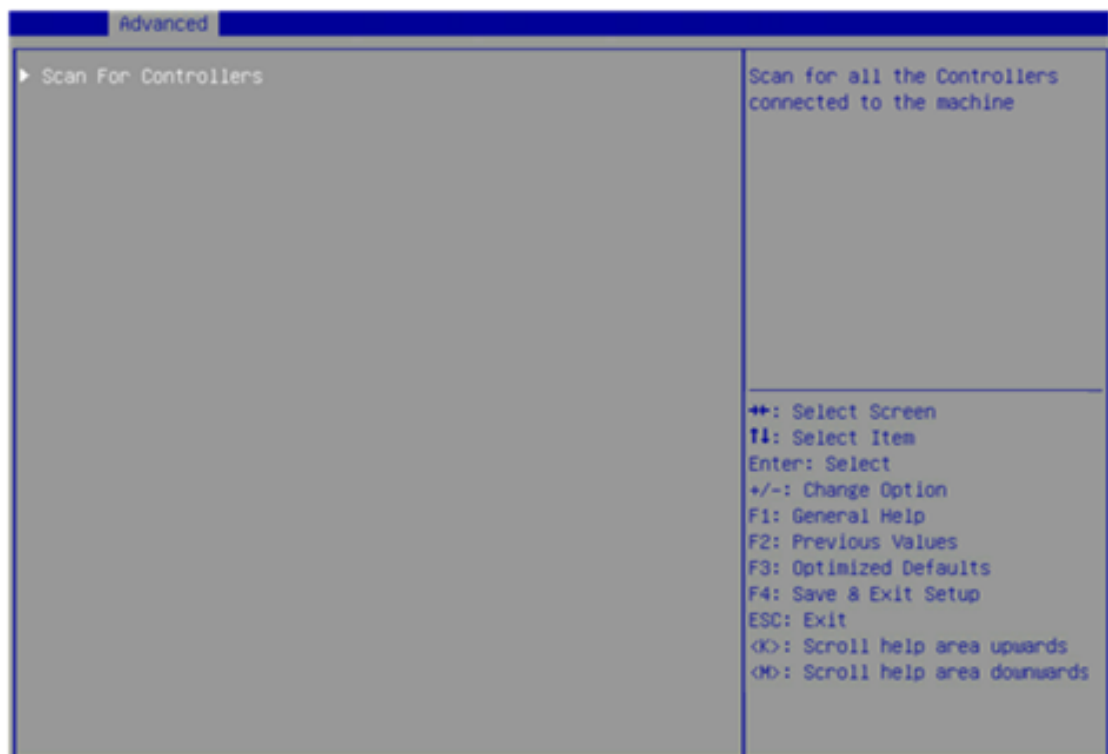 Advanced
Scan For Controllers
Scan for all the Controllers
connected to the machine
→←: Select Screen
↑↓: Select Item
Enter: Select
+/-: Change Option
F1: General Help
F2: Previous Values
F3: Optimized Defaults
F4: Save & Exit Setup
ESC: Exit
<K>: Scroll help area upwards
<M>: Scroll help area downwards